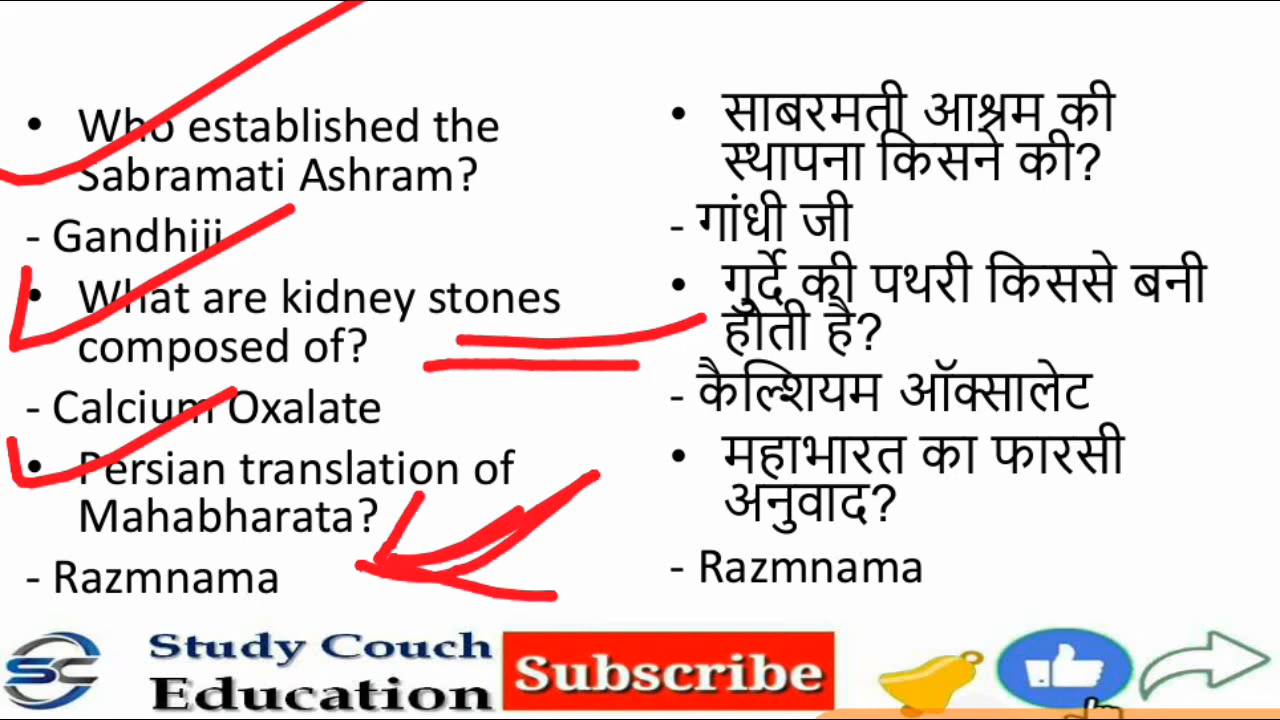 • Who established the
Sabramati Ashram?
- Gandhiji
• What are kidney stones
composed of?
- Calcium Oxalate
• Persian translation of
Mahabharata?
- Razmnama
• साबरमती आश्रम की
स्थापना किसने की?
- गांधी जी
• गुर्दे की पथरी किससे बनी
होती है?
- कैल्शियम ऑक्सालेट
• महाभारत का फारसी
अनुवाद?
- Razmnama
SC
Study Couch
Education
Subscribe